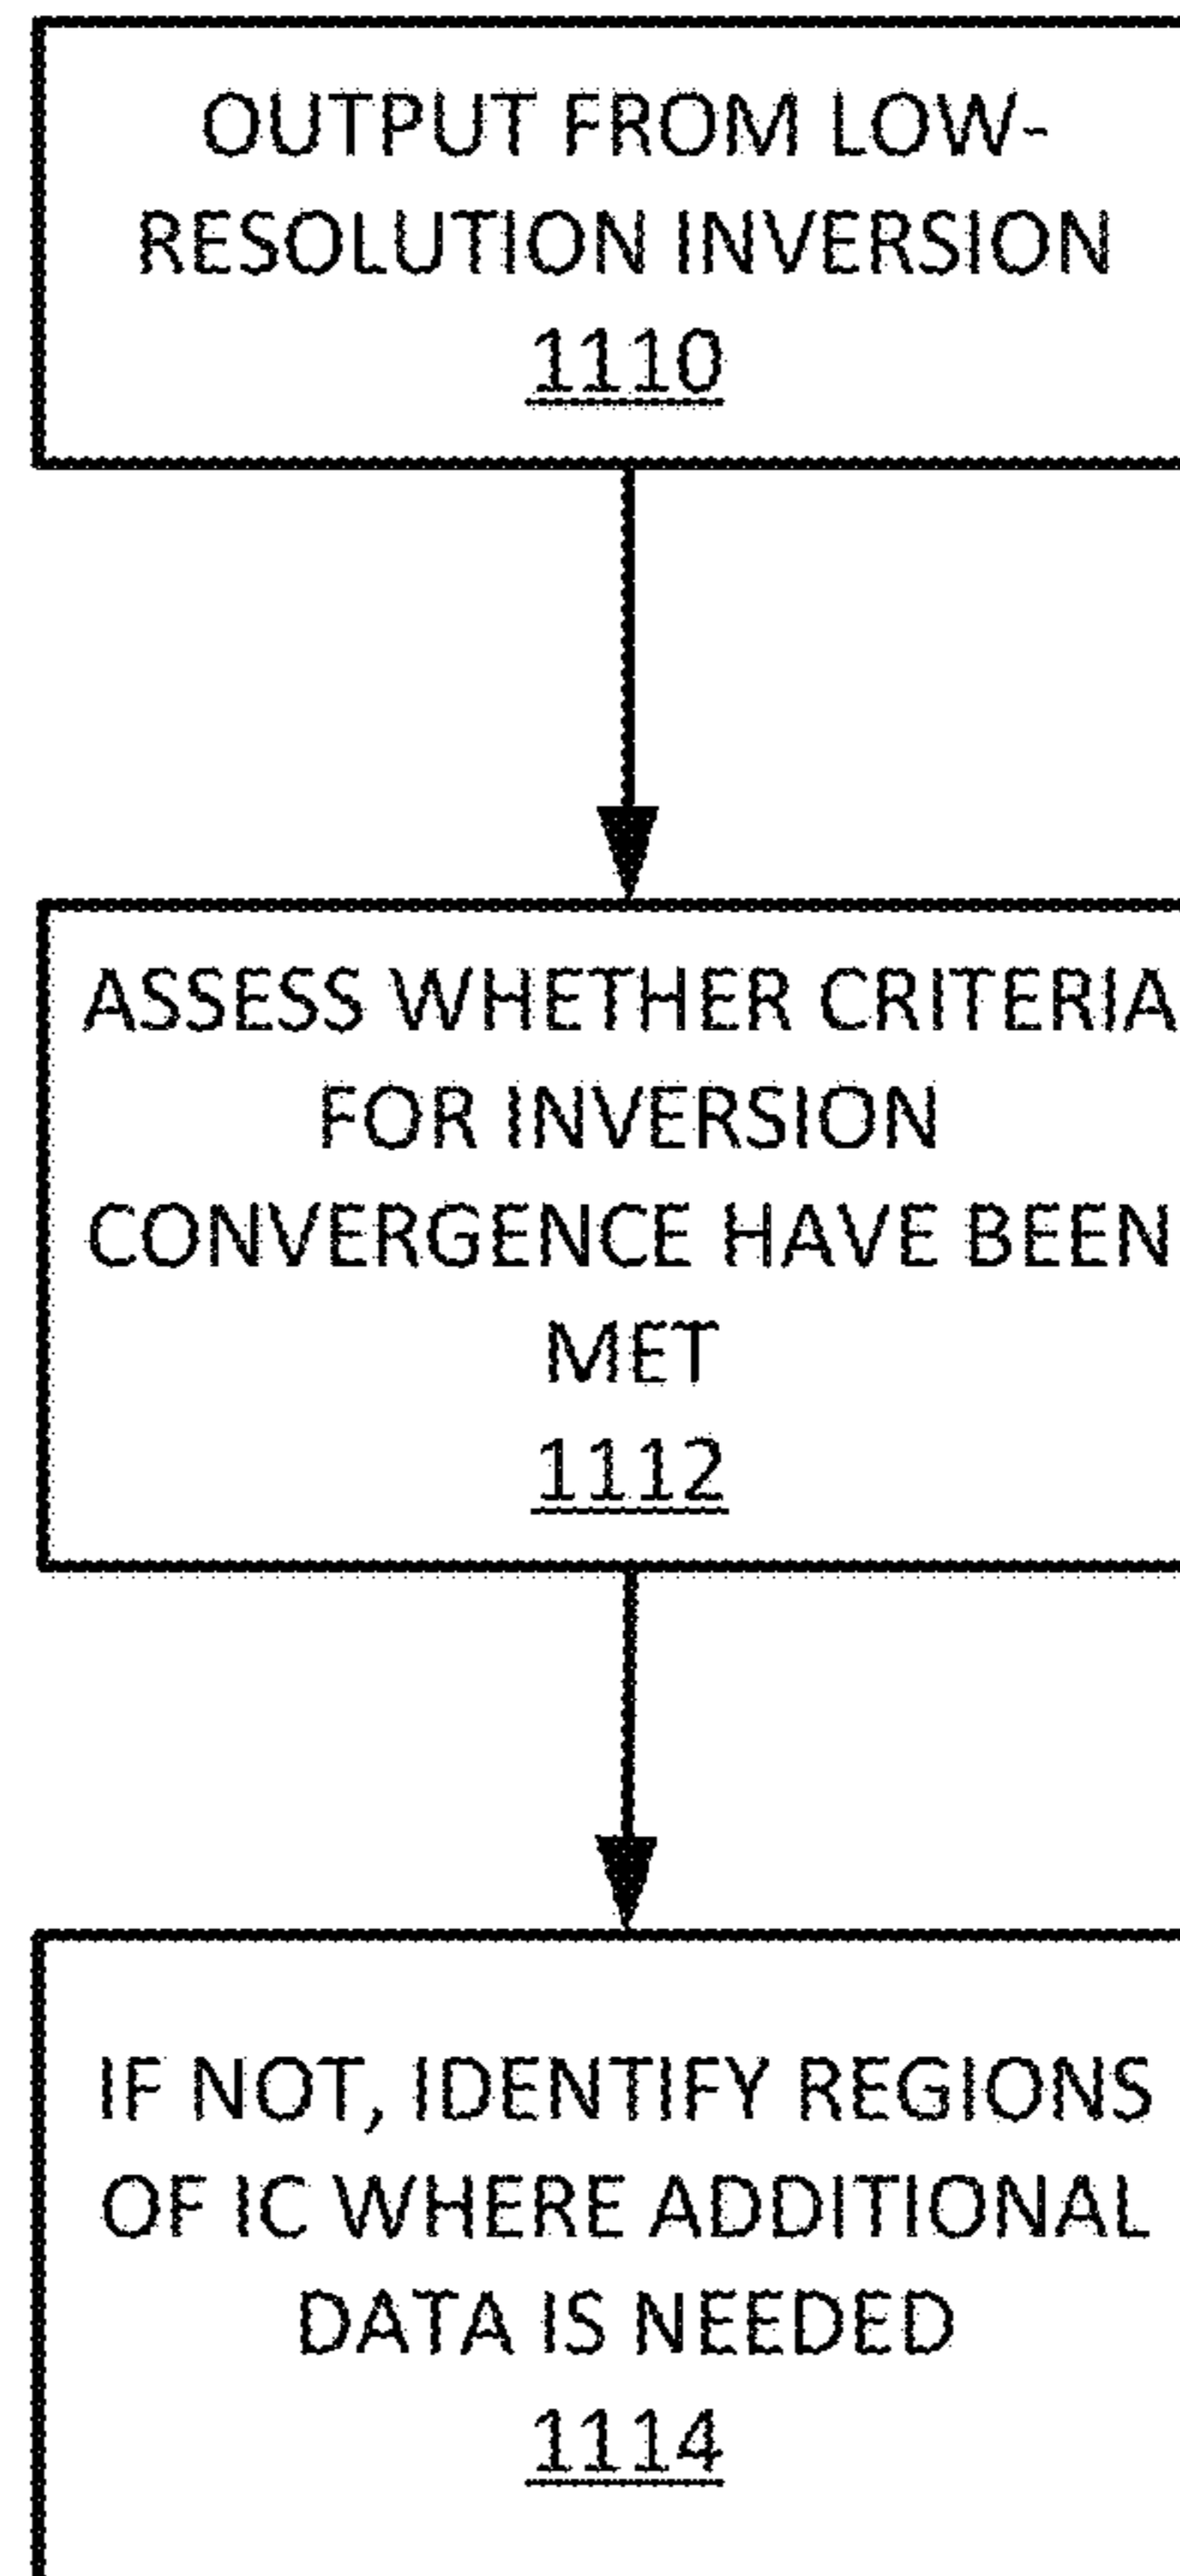 OUTPUT FROM LOW-
RESOLUTION INVERSION
1110
ASSESS WHETHER CRITERIA
FOR INVERSION
CONVERGENCE HAVE BEEN
MET
1112
IF NOT, IDENTIFY REGIONS
OF IC WHERE ADDITIONAL
DATA IS NEEDED
1114